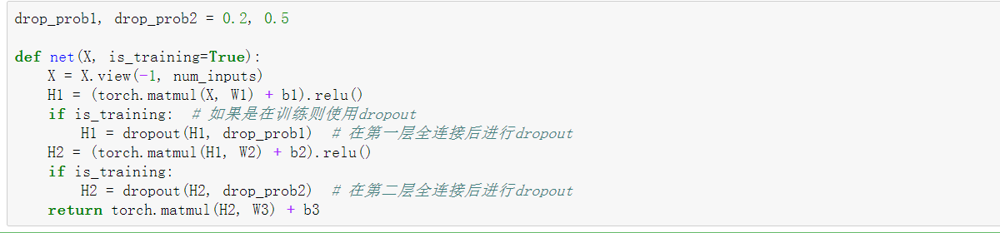 drop_prob1, drop_prob2 = 0.2, 0.5
def net(X, is_training=True):
    X = X.view(-1, num_inputs)
    H1 = (torch.matmul(X, W1) + b1).relu()
    if is_training:  # 如果是在训练则使用dropout
        H1 = dropout(H1, drop_prob1)  # 在第一层全连接后进行dropout
    H2 = (torch.matmul(H1, W2) + b2).relu()
    if is_training:
        H2 = dropout(H2, drop_prob2)  # 在第二层全连接后进行dropout
    return torch.matmul(H2, W3) + b3